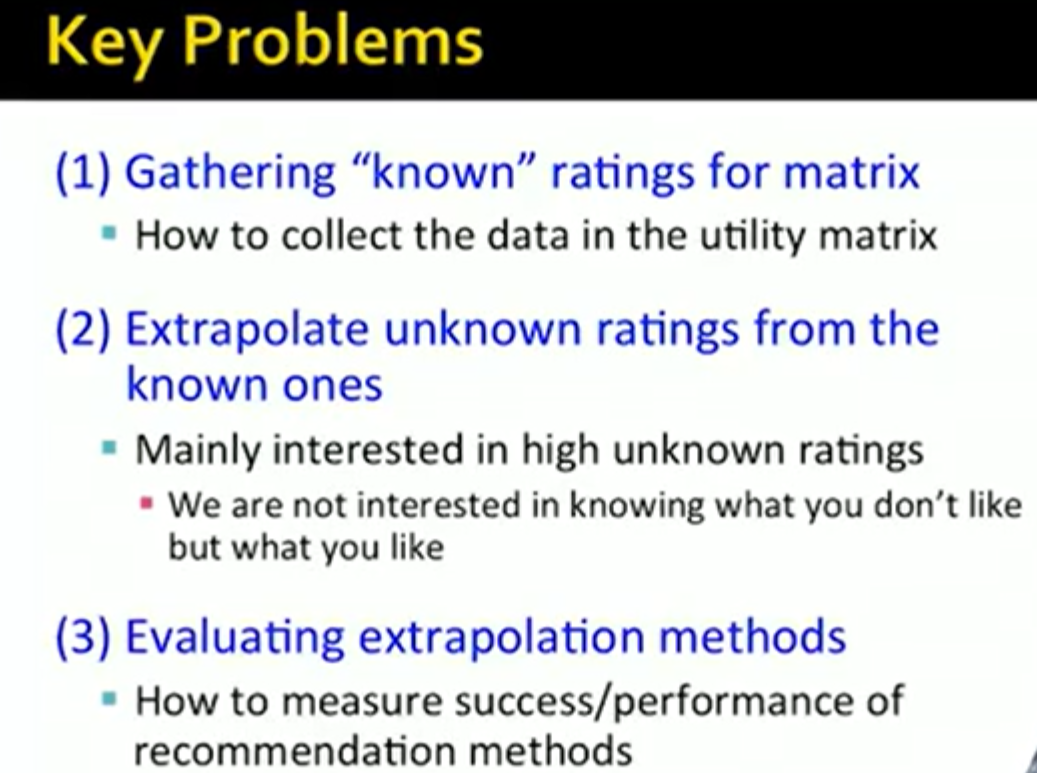 Key Problems
(1) Gathering “known” ratings for matrix
▪ How to collect the data in the utility matrix
(2) Extrapolate unknown ratings from the
known ones
▪ Mainly interested in high unknown ratings
▪ We are not interested in knowing what you don’t like
but what you like
(3) Evaluating extrapolation methods
▪ How to measure success/performance of
recommendation methods